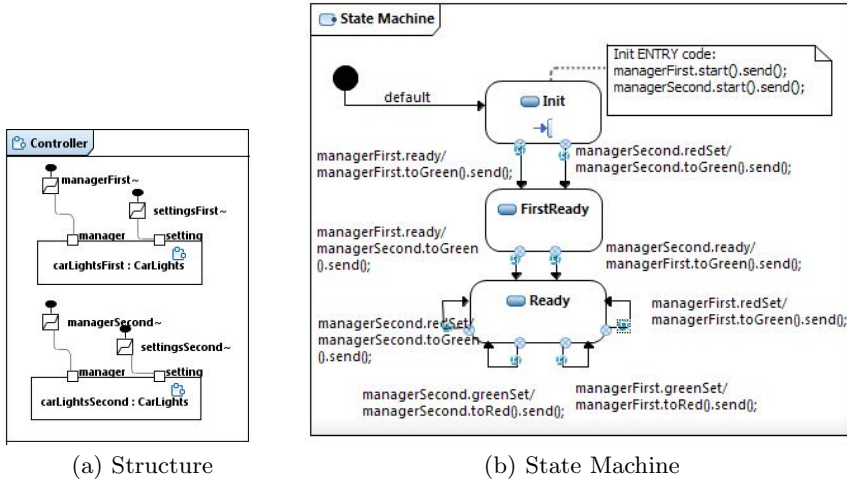 Controller
managerFirst~
settingsFirst~
manager
setting
carLightsFirst : CarLights
managerSecond~
settingsSecond~
manager
setting
carLightsSecond : CarLights
(a) Structure
State Machine
Init ENTRY code:
managerFirst.start().send();
managerSecond.start().send();
default
Init
managerFirst.ready/
managerFirst.toGreen().send();
managerSecond.redSet/
managerSecond.toGreen().send();
FirstReady
managerFirst.ready/
managerSecond.toGreen
().send();
managerSecond.ready/
managerFirst.toGreen().send();
Ready
managerSecond.redSet/
managerSecond.toGreen
().send();
managerFirst.redSet/
managerFirst.toGreen().send();
managerSecond.greenSet/
managerSecond.toRed().send();
managerFirst.greenSet/
managerFirst.toRed().send();
(b) State Machine